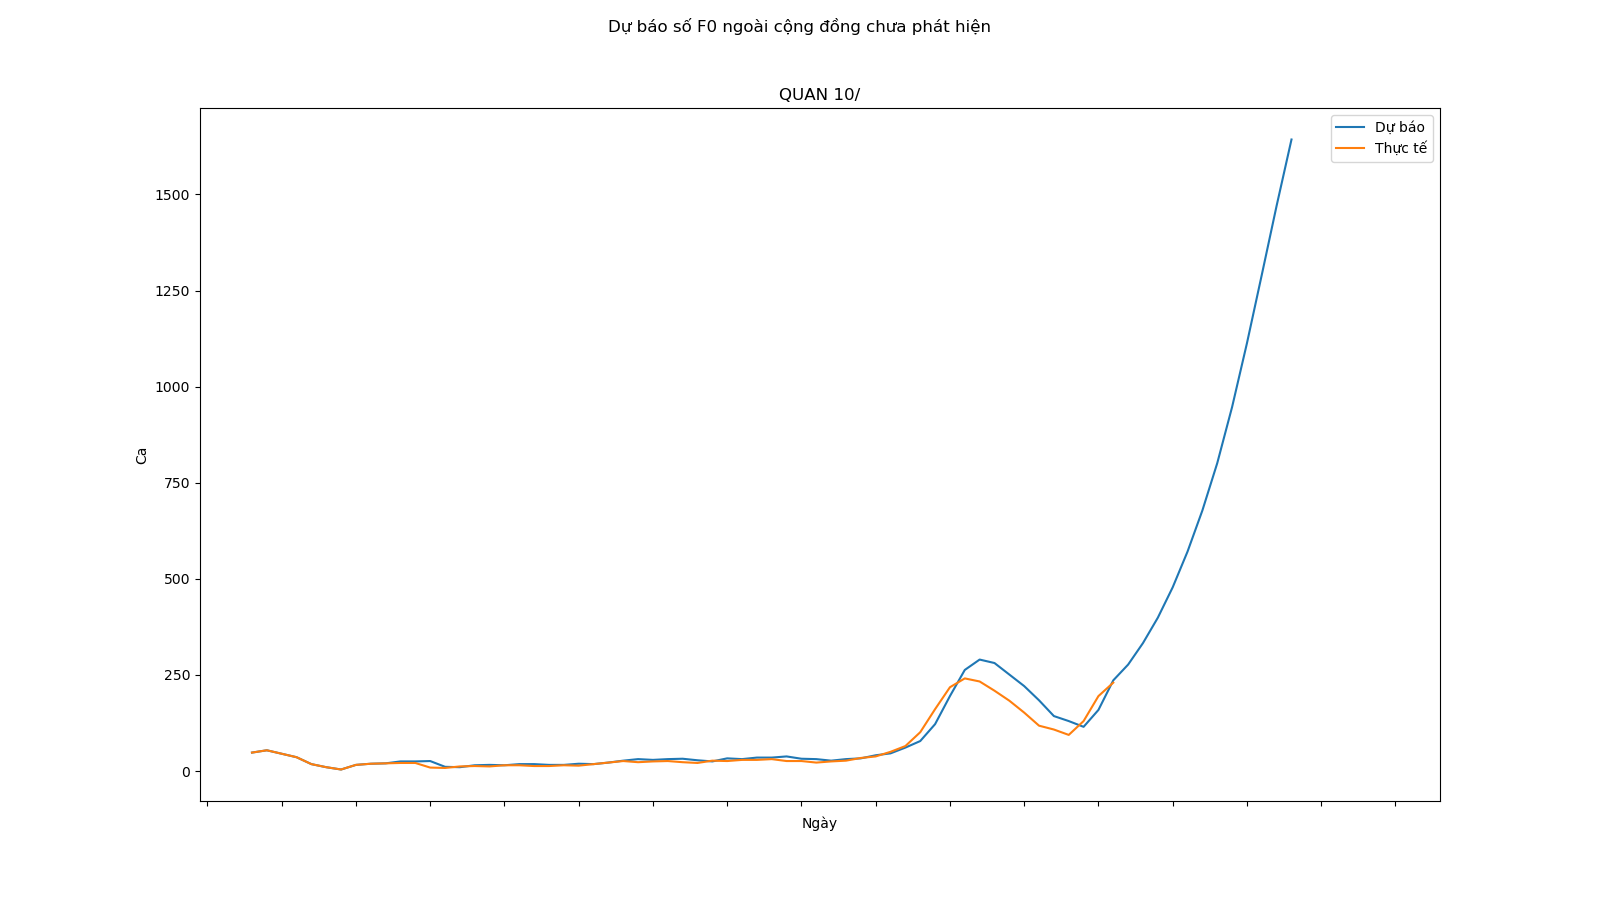 Dự báo số F0 ngoài cộng đồng chưa phát hiện
QUAN 10/
Dự báo
Thực tế
1500
1250
1000
750
500
250
0
Ca
Ngày